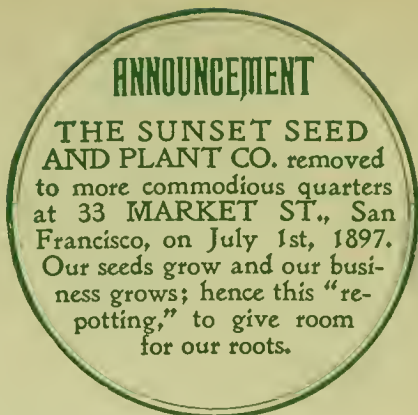 ANNOUNCEMENT
THE SUNSET SEED
AND PLANT CO. removed
to more commodious quarters
at 33 MARKET ST., San
Francisco, on July 1st, 1897.
Our seeds grow and our busi-
ness grows; hence this “re-
potting,” to give room
for our roots.